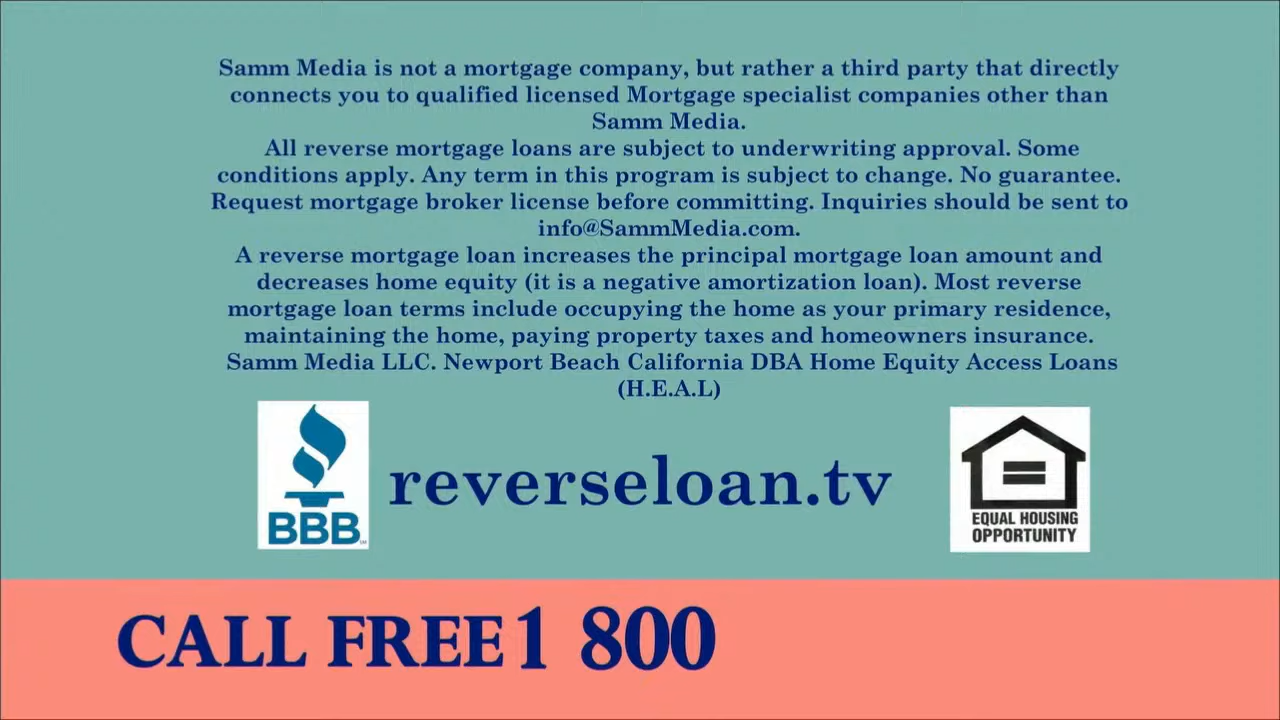 Samm Media is not a mortgage company, but rather a third party that directly
connects you to qualified licensed Mortgage specialist companies other than
Samm Media.
All reverse mortgage loans are subject to underwriting approval. Some
conditions apply. Any term in this program is subject to change. No guarantee.
Request mortgage broker license before committing. Inquiries should be sent to
info@SammMedia.com.
A reverse mortgage loan increases the principal mortgage loan amount and
decreases home equity (it is a negative amortization loan). Most reverse
mortgage loan terms include occupying the home as your primary residence,
maintaining the home, paying property taxes and homeowners insurance.
Samm Media LLC. Newport Beach California DBA Home Equity Access Loans
(H.E.A.L)
BBB
reverseloan.tv
EQUAL HOUSING
OPPORTUNITY
CALL FREE 1 800